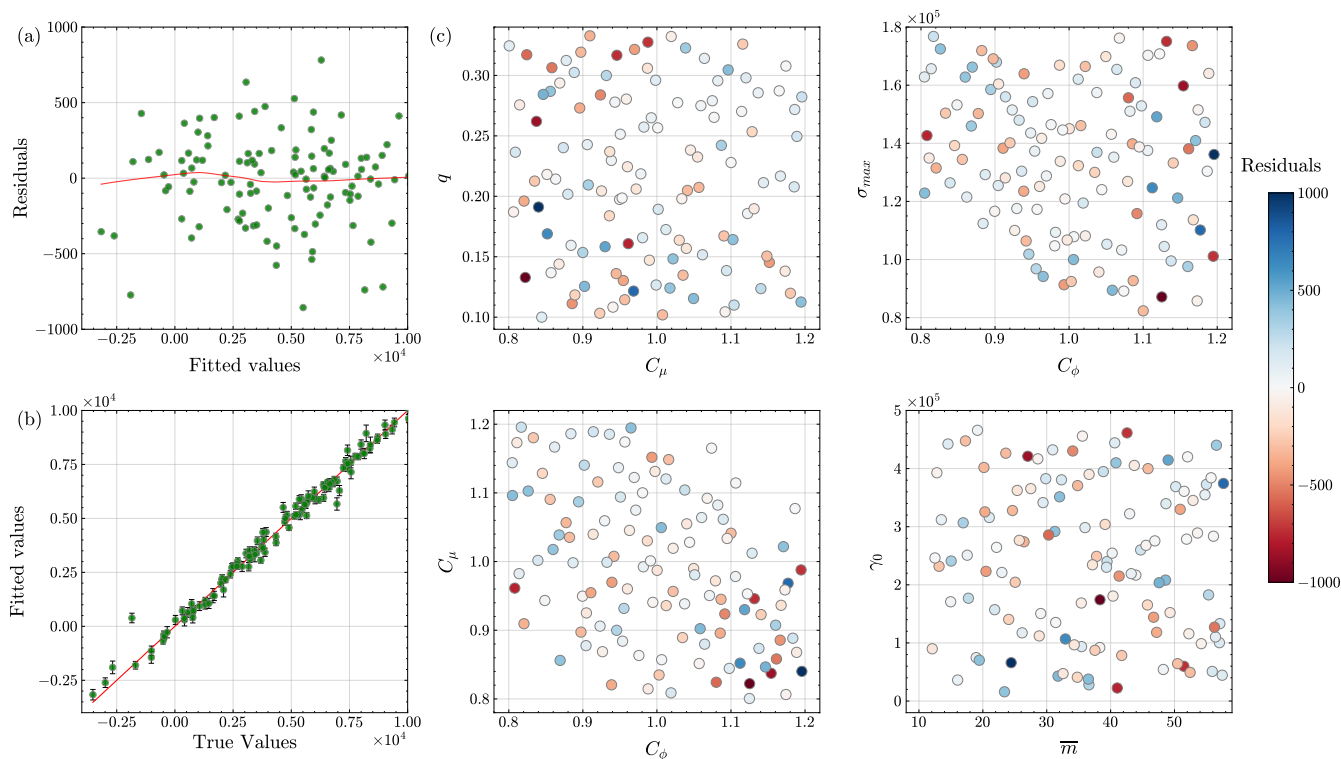 (a)
1000
500
0
−500
−1000
Residuals
−0.25 0.00 0.25 0.50 0.75 1.00
×10⁴
Fitted values
(b)
×10⁴
1.00
0.75
0.50
0.25
0.00
−0.25
Fitted values
−0.25 0.00 0.25 0.50 0.75 1.00
×10⁴
True Values
(c)
0.30
0.25
0.20
0.15
0.10
q
0.8 0.9 1.0 1.1 1.2
C_μ
×10⁵
1.8
1.6
1.4
1.2
1.0
0.8
σ_max
0.8 0.9 1.0 1.1 1.2
C_ϕ
1.2
1.1
1.0
0.9
0.8
C_μ
0.8 0.9 1.0 1.1 1.2
C_ϕ
×10⁵
5
4
3
2
1
0
γ₀
10 20 30 40 50
m̅
Residuals
1000
500
0
−500
−1000